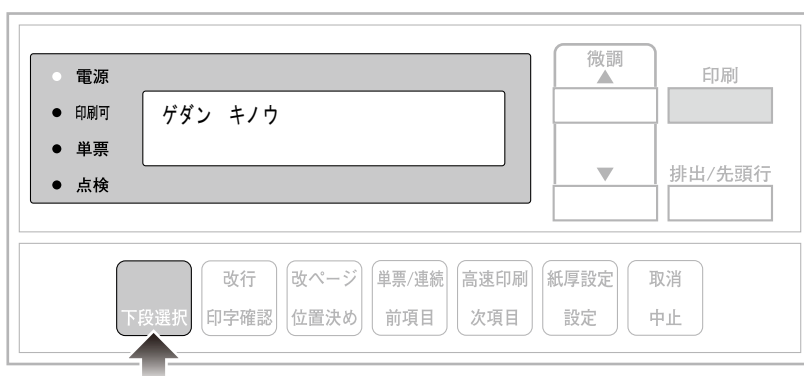 電源
印刷可
単票
点検
ゲダン キノウ
微調
▲
▼
印刷
排出/先頭行
下段選択
改行
印字確認
改ページ
位置決め
単票/連続
前項目
高速印刷
次項目
紙厚設定
設定
取消
中止